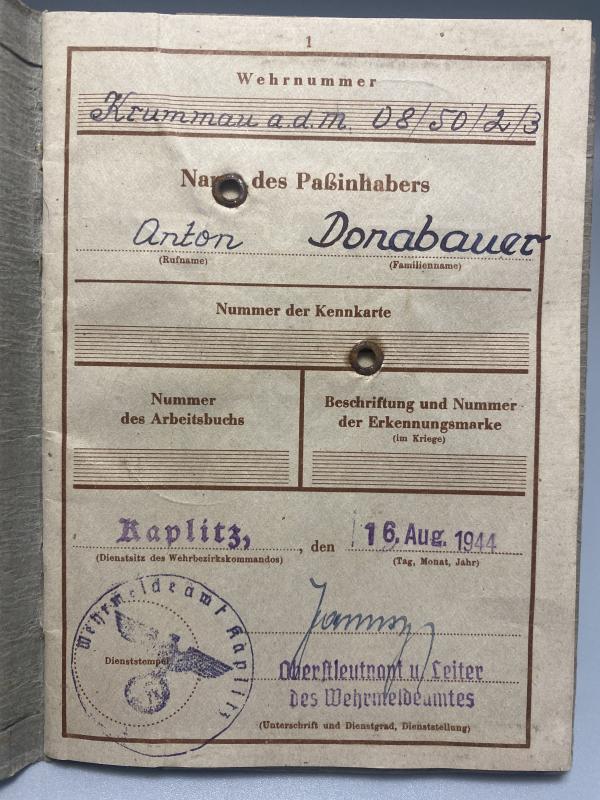 1
Wehrnummer
Krummau a.d.M. 08/50/2/3
Name des Paßinhabers
Anton Donabauer
(Rufname) (Familienname)
Nummer der Kennkarte
Nummer
des Arbeitsbuchs
Beschriftung und Nummer
der Erkennungsmarke
(im Kriege)
Kaplitz, , den 16. Aug. 1944
(Dienstsitz des Wehrbezirkskommandos) (Tag, Monat, Jahr)
Wehrmeldeamt Kaplitz
Dienststempel
Oberstleutnant u. Leiter
des Wehrmeldeamtes
(Unterschrift und Dienstgrad, Dienststellung)